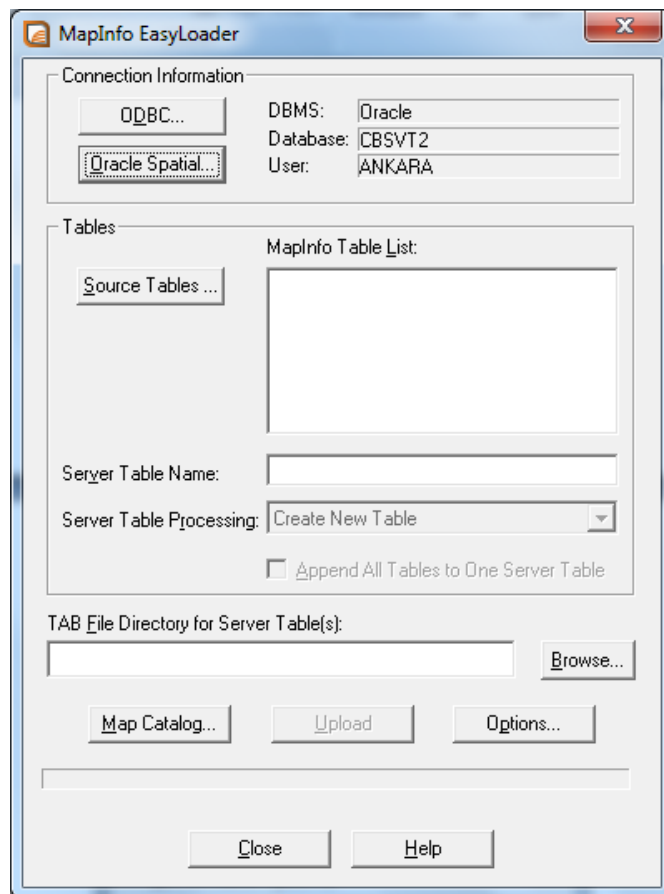 MapInfo EasyLoader
Connection Information
ODBC...
DBMS: Oracle
Database: CBSVT2
Oracle Spatial...
User: ANKARA
Tables
MapInfo Table List:
Source Tables ...
Server Table Name:
Server Table Processing: Create New Table
Append All Tables to One Server Table
TAB File Directory for Server Table(s):
Browse...
Map Catalog... Upload Options...
Close Help